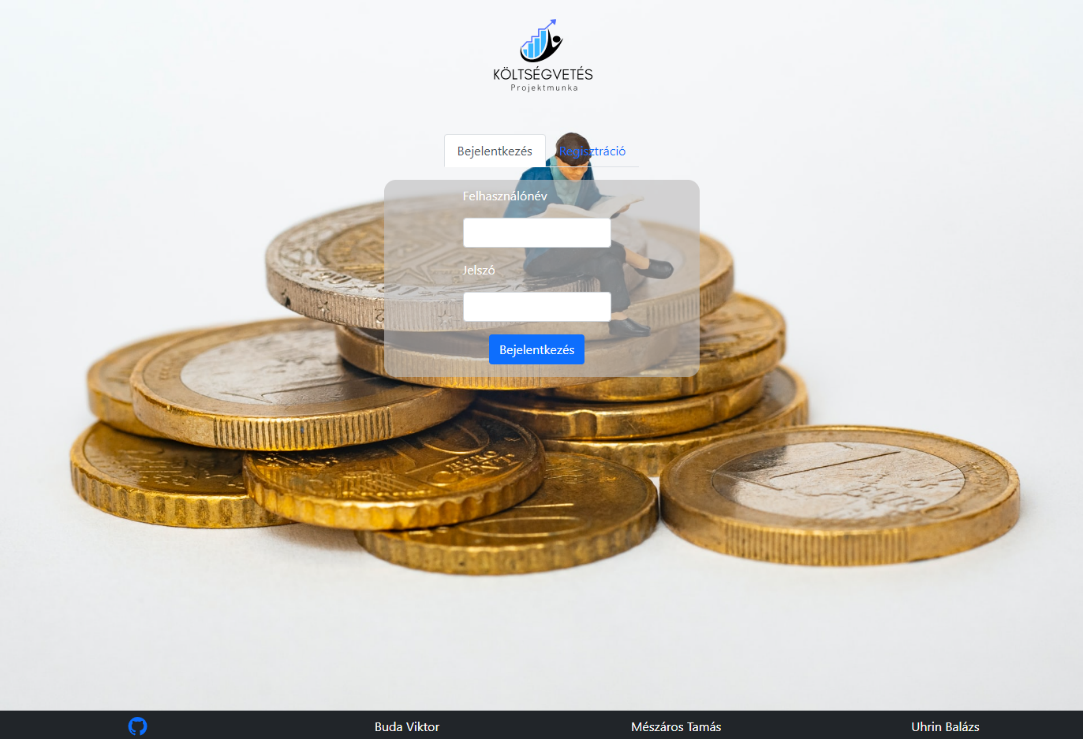 KÖLTSÉGVETÉS
Projektmunka
Bejelentkezés
Regisztráció
Felhasználónév
Jelszó
Bejelentkezés
Buda Viktor
Mészáros Tamás
Uhrin Balázs